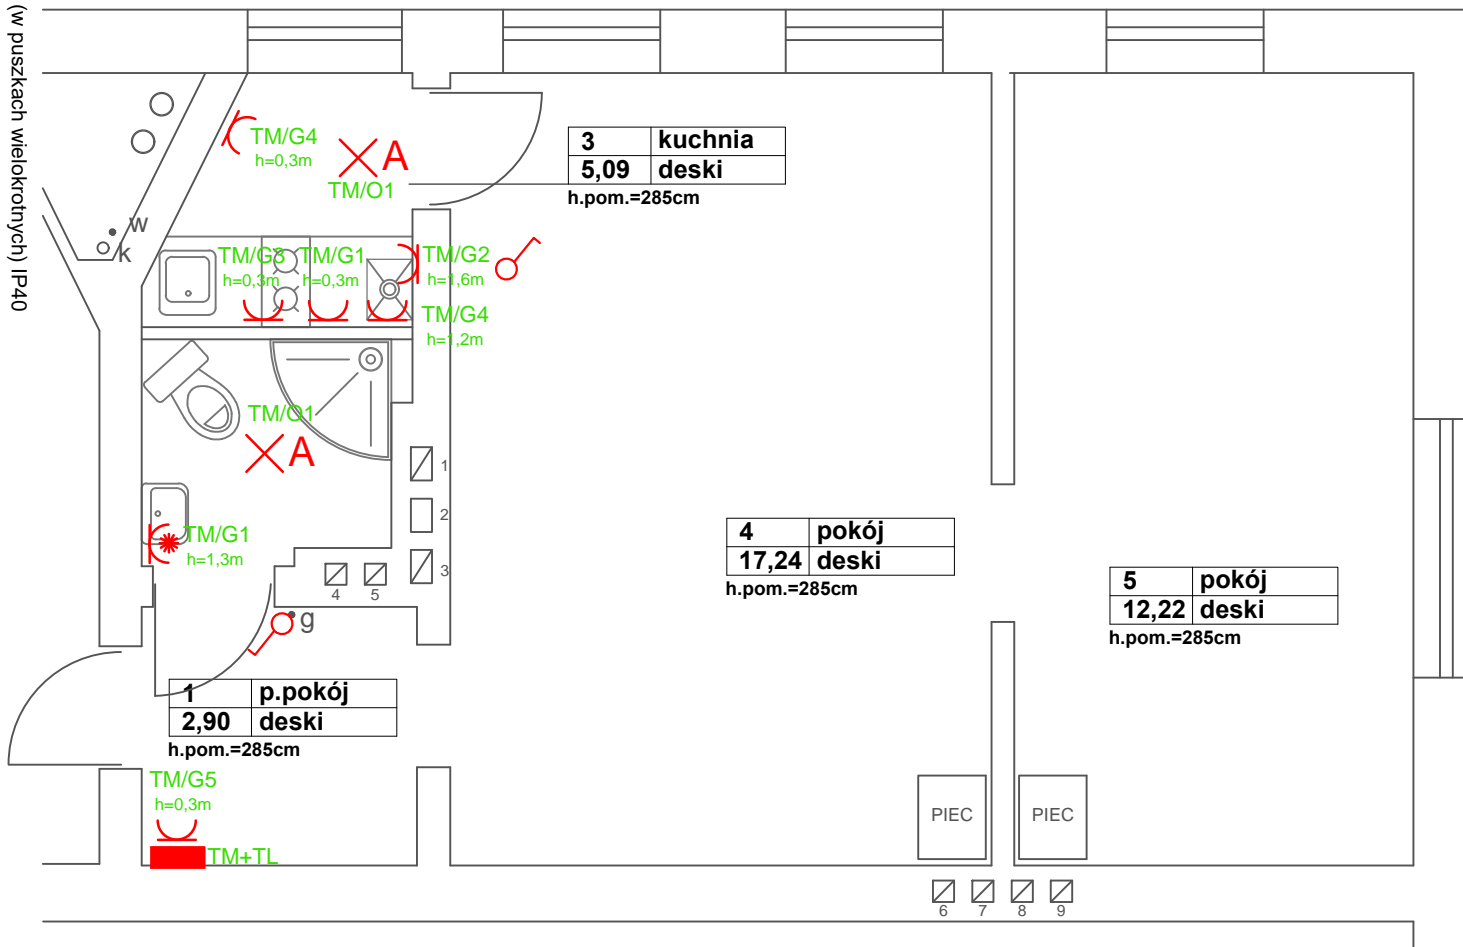 (w puszkach wielokrotnych) IP40
TM/G4
h=0,3m
A
TM/O1
3 kuchnia
5,09 deski
h.pom.=285cm
w
k
TM/G3
h=0,3m
TM/G1
h=0,3m
TM/G2
h=1,6m
TM/G4
h=1,2m
TM/O1
A
1
2
3
TM/G1
h=1,3m
4
5
g
4 pokój
17,24 deski
h.pom.=285cm
5 pokój
12,22 deski
h.pom.=285cm
1 p.pokój
2,90 deski
h.pom.=285cm
TM/G5
h=0,3m
TM+TL
PIEC
PIEC
6
7
8
9